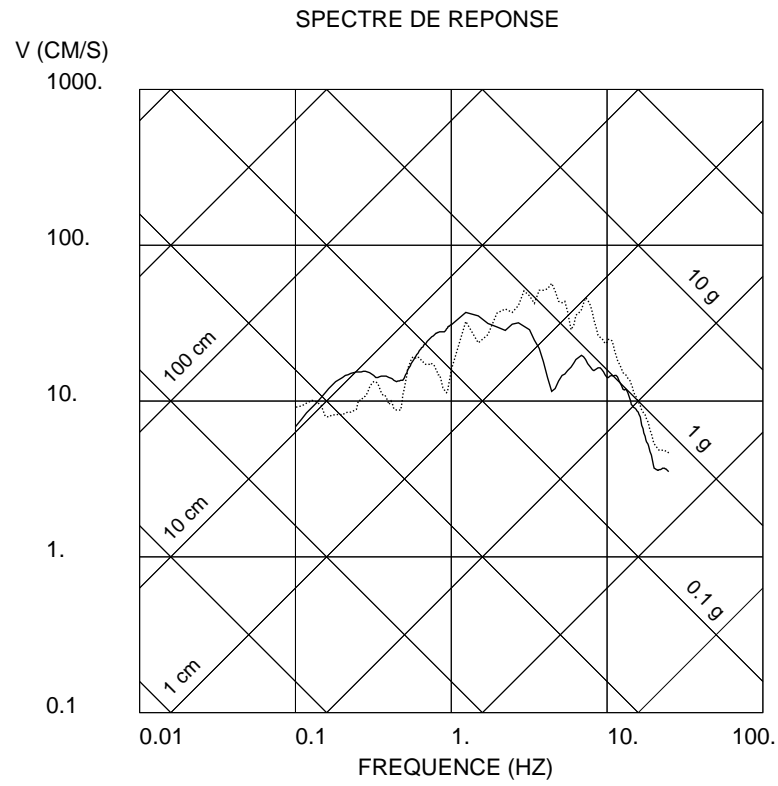 SPECTRE DE REPONSE
V (CM/S)
1000.
100.
10.
1.
0.1
10 g
100 cm
1 g
10 cm
0.1 g
1 cm
0.01
0.1
1.
10.
100.
FREQUENCE (HZ)